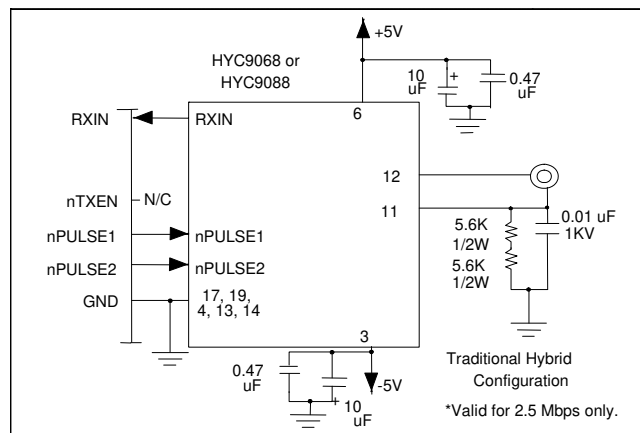 +5V
HYC9068 or
HYC9088
10
+
uF
0.47
uF
6
RXIN
RXIN
12
nTXEN
N/C
11
0.01 uF
1KV
5.6K
1/2W
5.6K
1/2W
nPULSE1
nPULSE1
nPULSE2
nPULSE2
GND
17, 19,
4, 13, 14
3
0.47
uF
-5V
+
10
uF
Traditional Hybrid
Configuration
*Valid for 2.5 Mbps only.